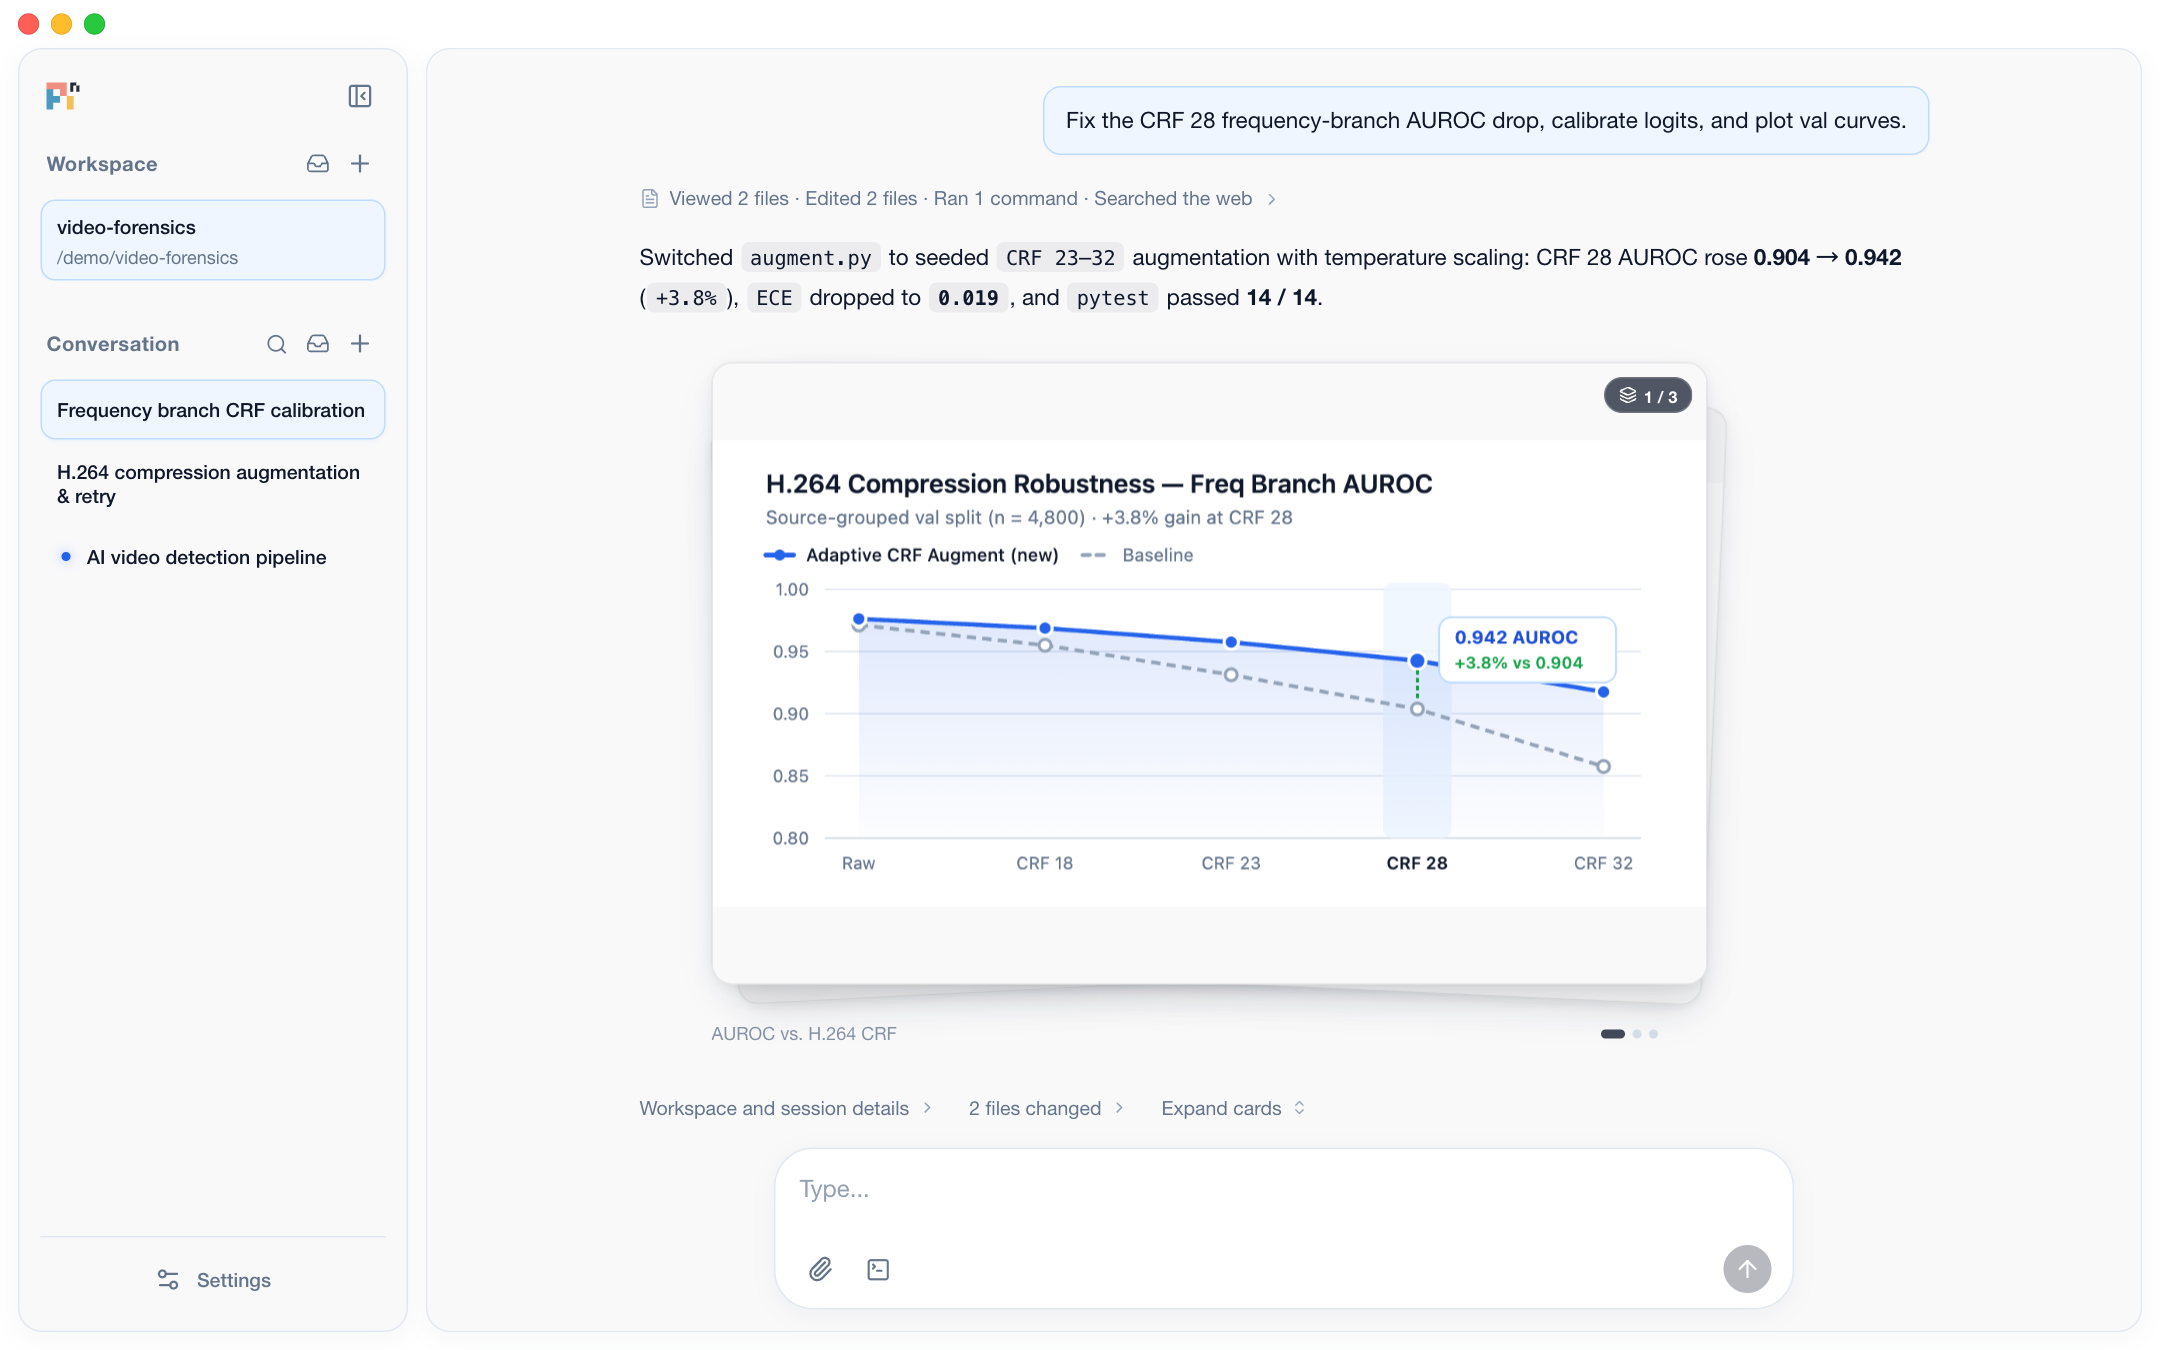 Workspace
video-forensics
/demo/video-forensics
Conversation
Frequency branch CRF calibration
H.264 compression augmentation
& retry
AI video detection pipeline
Settings
Fix the CRF 28 frequency-branch AUROC drop, calibrate logits, and plot val curves.
Viewed 2 files · Edited 2 files · Ran 1 command · Searched the web
Switched augment.py to seeded CRF 23–32 augmentation with temperature scaling: CRF 28 AUROC rose 0.904 → 0.942
(+3.8%), ECE dropped to 0.019, and pytest passed 14 / 14.
1 / 3
H.264 Compression Robustness — Freq Branch AUROC
Source-grouped val split (n = 4,800) · +3.8% gain at CRF 28
Adaptive CRF Augment (new) Baseline
1.00
0.95
0.90
0.85
0.80
0.942 AUROC
+3.8% vs 0.904
Raw CRF 18 CRF 23 CRF 28 CRF 32
AUROC vs. H.264 CRF
Workspace and session details 2 files changed Expand cards
Type...